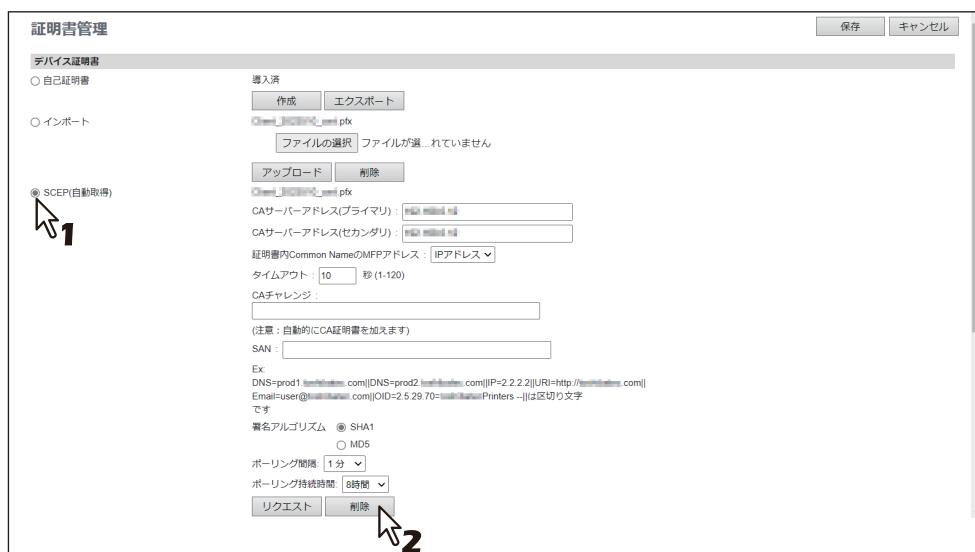 証明書管理
保存 キャンセル
デバイス証明書
自己証明書 導入済
作成 エクスポート
インポート .pfx
ファイルの選択 ファイルが選...れていません
アップロード 削除
SCEP(自動取得) .pfx
1
CAサーバーアドレス(プライマリ) :
CAサーバーアドレス(セカンダリ) :
証明書内Common NameのMFPアドレス : IPアドレス
タイムアウト : 10 秒 (1-120)
CAチャレンジ :
(注意 : 自動的にCA証明書を加えます)
SAN :
Ex:
DNS=prod1. .com||DNS=prod2. .com||IP=2.2.2.2||URI=http:// .com||
Email=user@ .com||OID=2.5.29.70= Printers --||は区切り文字
です
署名アルゴリズム SHA1
MD5
ポーリング間隔: 1 分
ポーリング持続時間: 8時間
リクエスト 削除
2